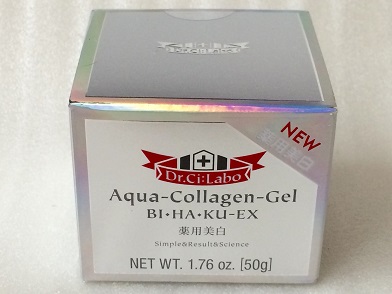 NEW
薬用美白
Dr.Ci:Labo
Aqua-Collagen-Gel
BI・HA・KU-EX
薬用美白
Simple&Result&Science
NET WT. 1.76 oz. [50g]